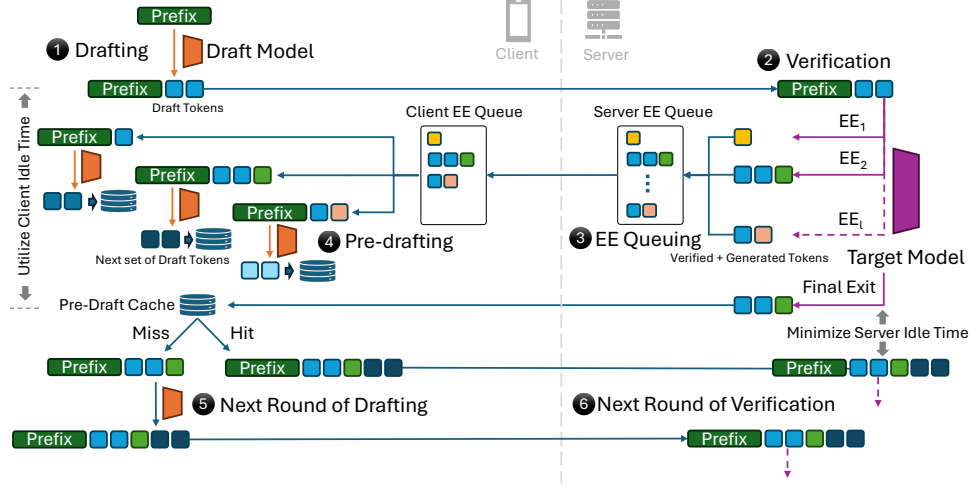 Prefix
Client
Server
1 Drafting
Draft Model
2 Verification
Prefix
Draft Tokens
Prefix
Utilize Client Idle Time
Client EE Queue
Server EE Queue
EE1
Prefix
EE2
Prefix
Prefix
EEl
4 Pre-drafting
3 EE Queuing
Next set of Draft Tokens
Verified + Generated Tokens
Target Model
Final Exit
Pre-Draft Cache
Miss
Hit
Minimize Server Idle Time
Prefix
Prefix
Prefix
5 Next Round of Drafting
6 Next Round of Verification
Prefix
Prefix